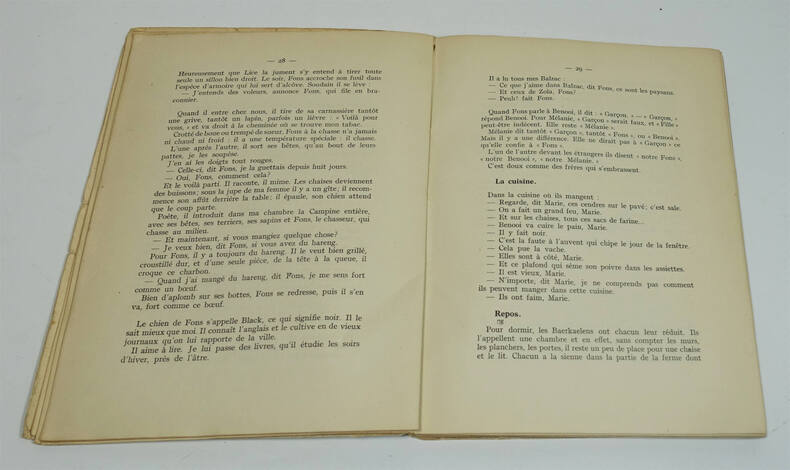 — 28 —
Heureusement que Lice la jument s'y entend à tirer toute
seule un sillon bien droit. Le soir, Fons accroche son fusil dans
l'espèce d'armoire qui lui sert d'alcôve. Soudain il se lève :
— J'entends des voleurs, annonce Fons, qui file en bra-
connier.
Quand il entre cher nous, il tire de sa carnassière tantôt
une grive, tantôt un lapin, parfois un lièvre : « Voilà pour
vous, » et va droit à la cheminée où se trouve mon tabac.
Crotté de boue ou trempé de sueur, Fons à la chasse n'a jamais
ni chaud ni froid : il a une température spéciale : il chasse.
L'une après l'autre, il sort ses bêtes, qu'au bout de leurs
pattes, je les soupèse.
J'en ai les doigts tout rouges.
— Celle-ci, dit Fons, je la guettais depuis huit jours.
— Oui, Fons, comment cela?
Et le voilà parti. Il raconte, il mime. Les chaises deviennent
des buissons; sous la jupe de ma femme il y a un gîte; il recom-
mence son affût derrière la table : il épaule, son chien attend
que le coup parte.
Poête, il introduit dans ma chambre la Campine entière,
avec ses bêtes, ses terriers, ses sapins et Fons, le chasseur, qui
chasse au milieu.
— Et maintenant, si vous mangiez quelque chose?
— Je veux bien, dit Fons, si vous avez du hareng.
Pour Fons, il y a toujours du hareng. Il le veut bien grillé,
croustillé dur, et d'une seule pièce, de la tête à la queue, il
croque ce charbon.
— Quand j'ai mangé du hareng, dit Fons, je me sens fort
comme un bœuf.
Bien d'aplomb sur ses bottes, Fons se redresse, puis il s'en
va, fort comme ce bœuf.
Le chien de Fons s'appelle Black, ce qui signifie noir. Il le
sait mieux que moi. Il connaît l'anglais et le cultive en de vieux
journaux qu'on lui rapporte de la ville.
Il aime à lire. Je lui passe des livres, qu'il étudie les soirs
d'hiver, près de l'âtre.
— 29 —
Il a lu tous mes Balzac :
— Ce que j'aime dans Balzac, dit Fons, ce sont les paysans.
— Et ceux de Zola, Fons?
— Peuh! fait Fons.
Quand Fons parle à Benooi, il dit : « Garçon. » — « Garçon, »
répond Benooi. Pour Mélanie, « Garçon » serait faux, et « Fille »
peut-être indécent. Elle reste « Mélanie ».
Mélanie dit tantôt « Garçon », tantôt « Fons », ou « Benooi ».
Mais il y a une différence. Elle ne dirait pas à « Garçon » ce
qu'elle confie à « Fons ».
L'un de l'autre devant les étrangers ils disent « notre Fons »,
« notre Benooi », « notre Mélanie. »
C'est doux comme des frères qui s'embrassent.
La cuisine.
Dans la cuisine où ils mangent :
— Regarde, dit Marie, ces cendres sur le pavé; c'est sale.
— On a fait un grand feu, Marie.
— Et sur les chaises, tous ces sacs de farine...
— Benooi va cuire le pain, Marie.
— Il y fait noir.
— C'est la faute à l'auvent qui chipe le jour de la fenêtre.
— Cela pue la vache.
— Elles sont à côté, Marie.
— Et ce plafond qui sème son poivre dans les assiettes.
— Il est vieux, Marie.
— N'importe, dit Marie, je ne comprends pas comment
ils peuvent manger dans cette cuisine.
— Ils ont faim, Marie.
Repos.
Pour dormir, les Baerkaelens ont chacun leur réduit. Ils
l'appellent une chambre et en effet, sans compter les murs,
les planchers, les portes, il reste un peu de place pour une chaise
et le lit. Chacun a la sienne dans la partie de la ferme dont